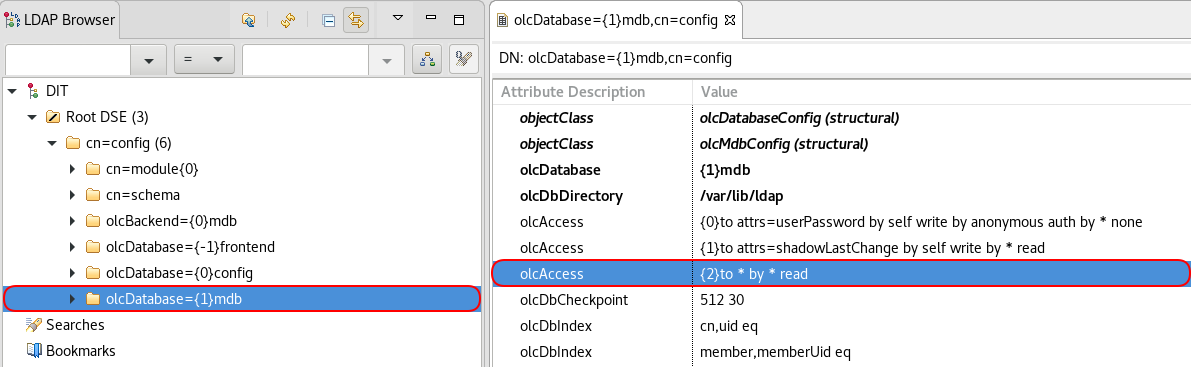 LDAP Browser
=
DIT
Root DSE (3)
cn=config (6)
cn=module{0}
cn=schema
olcBackend={0}mdb
olcDatabase={-1}frontend
olcDatabase={0}config
olcDatabase={1}mdb
Searches
Bookmarks
olcDatabase={1}mdb,cn=config
DN: olcDatabase={1}mdb,cn=config
Attribute Description Value
objectClass olcDatabaseConfig (structural)
objectClass olcMdbConfig (structural)
olcDatabase {1}mdb
olcDbDirectory /var/lib/ldap
olcAccess {0}to attrs=userPassword by self write by anonymous auth by * none
olcAccess {1}to attrs=shadowLastChange by self write by * read
olcAccess {2}to * by * read
olcDbCheckpoint 512 30
olcDbIndex cn,uid eq
olcDbIndex member,memberUid eq